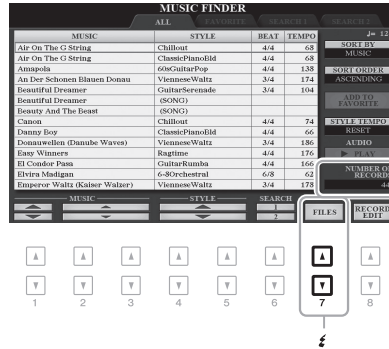 MUSIC FINDER
ALL FAVORITE SEARCH 1 SEARCH 2
MUSIC STYLE BEAT TEMPO
Air On The G String Chillout 4/4 68
Air On The G String ClassicPianoBld 4/4 68
Amapola 60sGuitarPop 4/4 138
An Der Schonen Blauen Donau VienneseWaltz 3/4 174
Beautiful Dreamer GuitarSerenade 3/4 104
Beautiful Dreamer (SONG)
Beauty And The Beast (SONG)
Canon Chillout 4/4 74
Danny Boy ClassicPianoBld 4/4 66
Donauwellen (Danube Waves) VienneseWaltz 3/4 186
Easy Winners Ragtime 4/4 176
El Condor Pasa GuitarRumba 4/4 166
Elvira Madigan 6-8Orchestral 6/8 62
Emperor Waltz (Kaiser Walzer) VienneseWaltz 3/4 178
J= 12
SORT BY
MUSIC
SORT ORDER
ASCENDING
ADD TO
FAVORITE
STYLE TEMPO
RESET
AUDIO
PLAY
NUMBER O
RECORD
44
MUSIC STYLE SEARCH
1
2
FILES
RECORD
EDIT
1 2 3 4 5 6 7 8